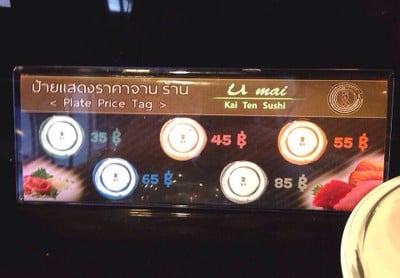 ป้ายแสดงราคาจาน ร้าน
< Plate Price Tag >
u mai
Kai Ten Sushi
35 ฿
45 ฿
55 ฿
65 ฿
85 ฿